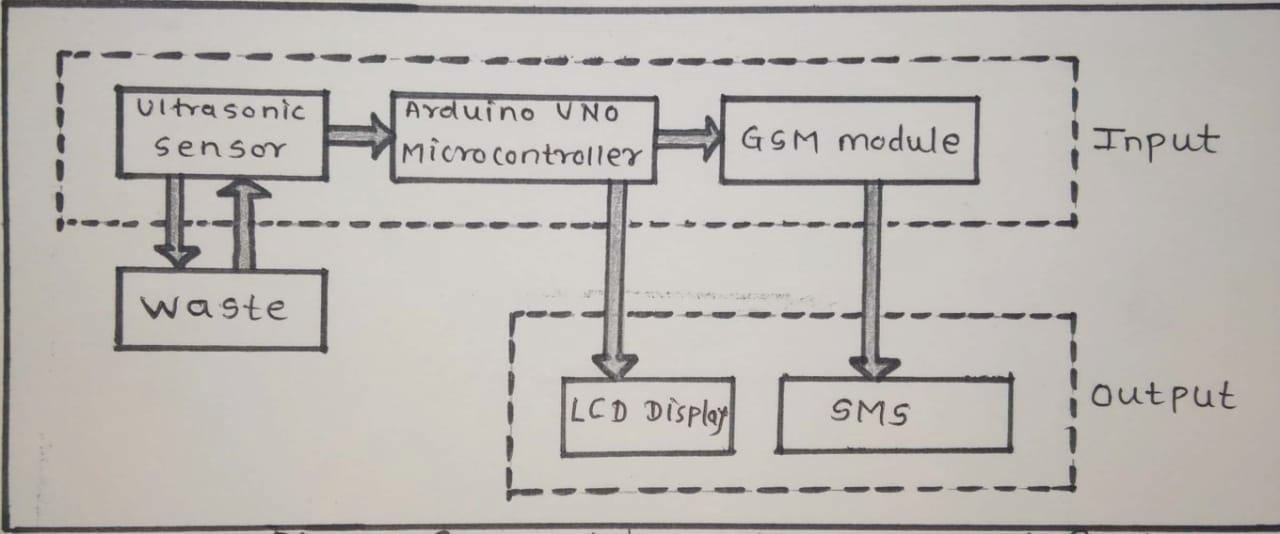 Ultrasonic
sensor
Arduino UNO
Microcontroller
GSM module
Input
Waste
LCD Display
SMS
Output